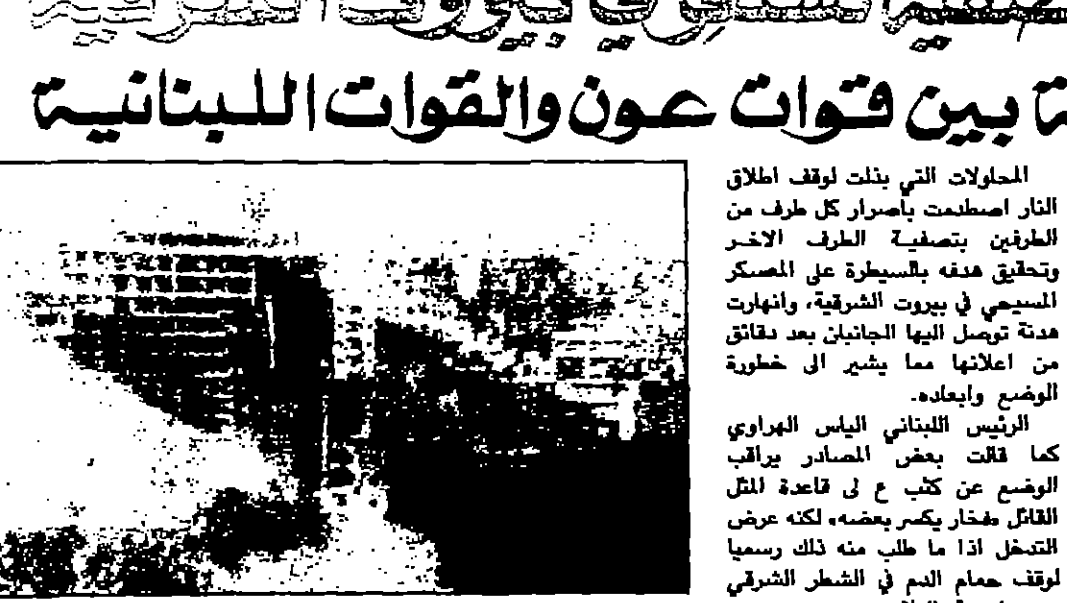 بيروت الشرقية
بين قوات عون والقوات اللبنانية
المحاولات التي بذلت لوقف اطلاق
النار اصطدمت بأصرار كل طرف من
الطرفين بتصفية الطرف الاخر
وتحقيق هدفه بالسيطرة على المعسكر
المسيحي في بيروت الشرقية، وانهارت
هدنة توصل اليها الجانبان بعد دقائق
من اعلانها مما يشير الى خطورة
الوضع وابعاده.
الرئيس اللبناني الياس الهراوي
كما قالت بعض المصادر يراقب
الوضع عن كثب ع لى قاعدة المثل
القائل «فخار يكسر بعضه» لكنه عرض
التدخل اذا ما طلب منه ذلك رسميا
لوقف حمام الدم في الشطر الشرقي